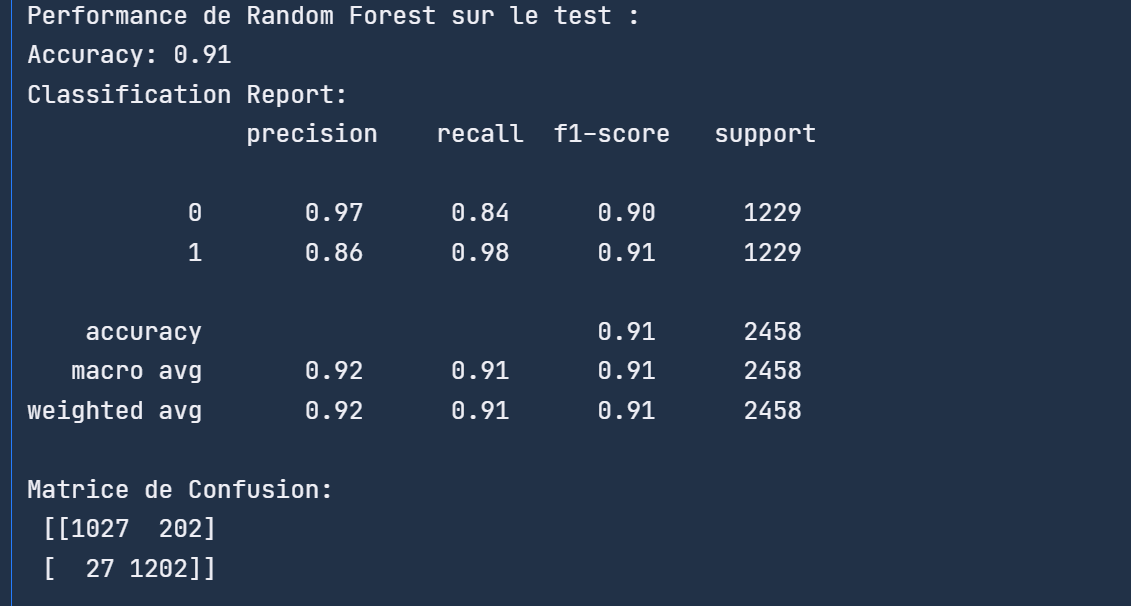 Performance de Random Forest sur le test :
Accuracy: 0.91
Classification Report:
               precision    recall  f1-score   support

           0       0.97      0.84      0.90      1229
           1       0.86      0.98      0.91      1229

    accuracy                           0.91      2458
   macro avg       0.92      0.91      0.91      2458
weighted avg       0.92      0.91      0.91      2458

Matrice de Confusion:
 [[1027  202]
 [  27 1202]]